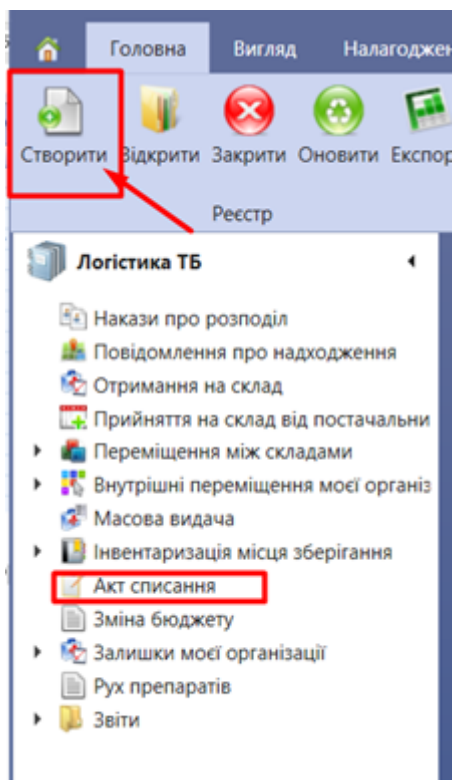 Головна Вигляд Налагоджен
Створити Відкрити Закрити Оновити Експор
Реєстр
Логістика ТБ
Накази про розподіл
Повідомлення про надходження
Отримання на склад
Прийняття на склад від постачальни
Переміщення між складами
Внутрішні переміщення моєї організ
Масова видача
Інвентаризація місця зберігання
Акт списання
Зміна бюджету
Залишки моєї організації
Рух препаратів
Звіти